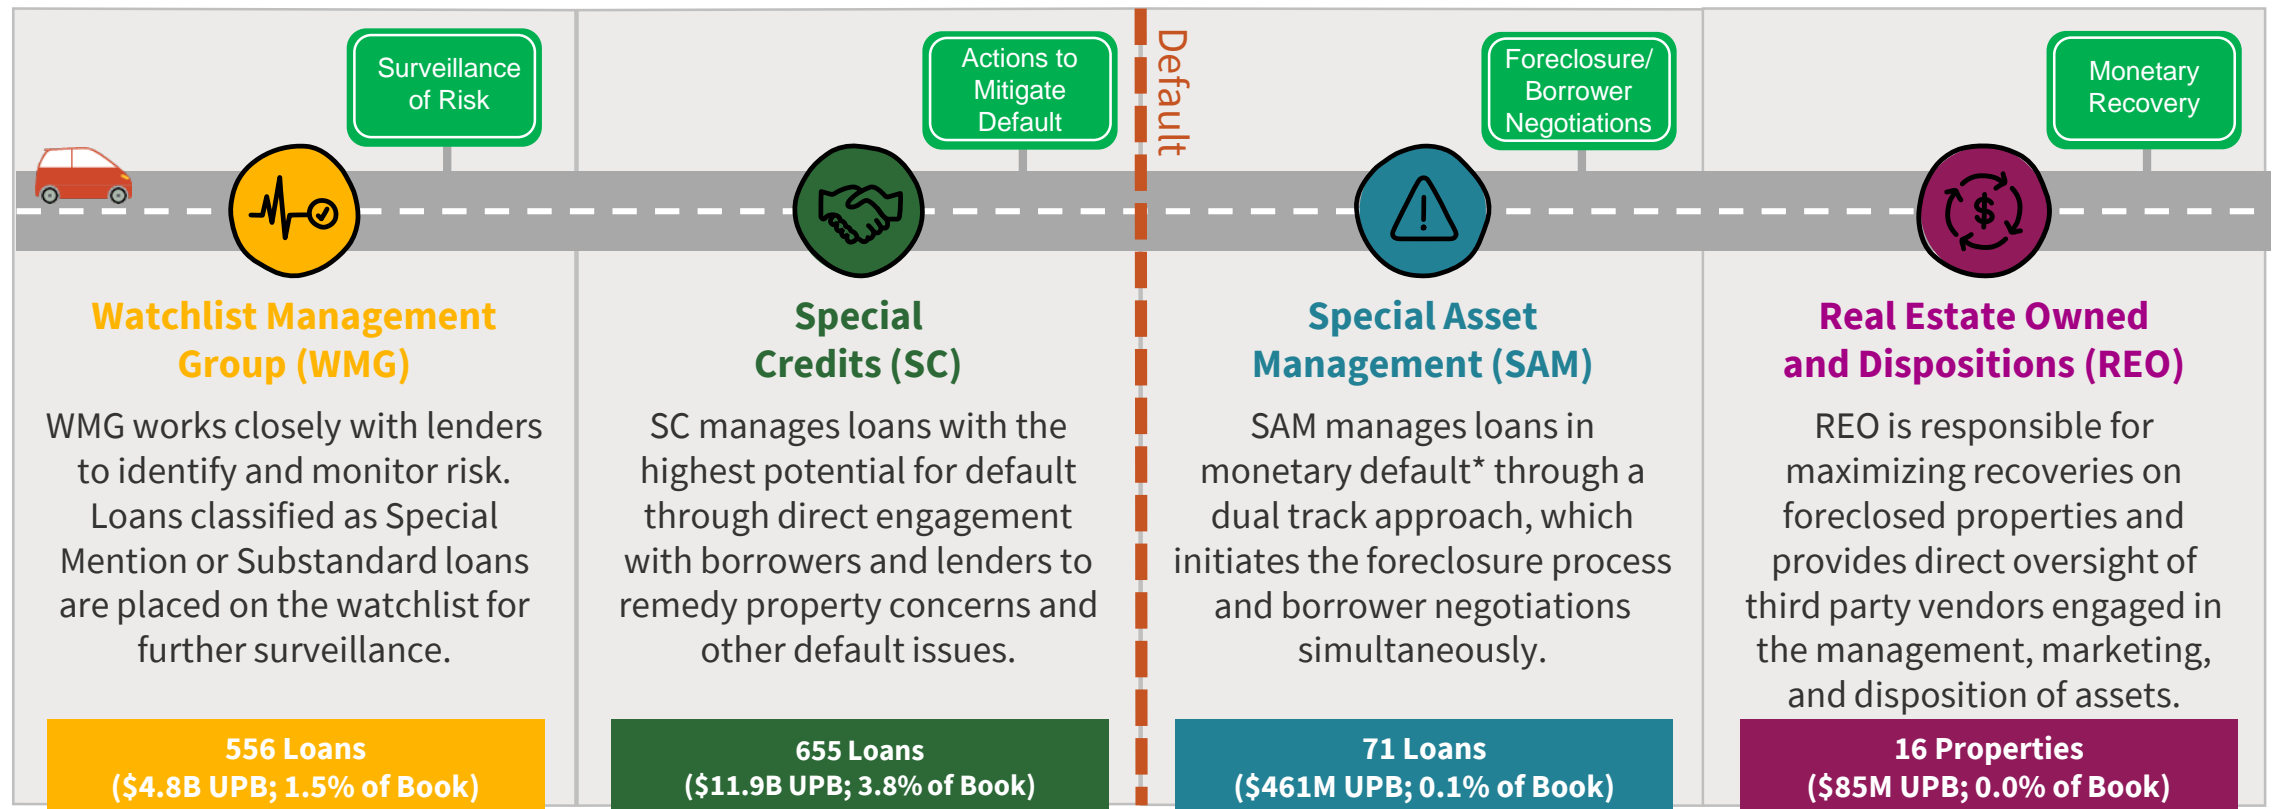 Surveillance
of Risk
Actions to
Mitigate
Default
Default
Foreclosure/
Borrower
Negotiations
Monetary
Recovery
$
Watchlist Management
Group (WMG)
WMG works closely with lenders
to identify and monitor risk.
Loans classified as Special
Mention or Substandard loans
are placed on the watchlist for
further surveillance.
556 Loans
($4.8B UPB; 1.5% of Book)
Special
Credits (SC)
SC manages loans with the
highest potential for default
through direct engagement
with borrowers and lenders to
remedy property concerns and
other default issues.
655 Loans
($11.9B UPB; 3.8% of Book)
Special Asset
Management (SAM)
SAM manages loans in
monetary default* through a
dual track approach, which
initiates the foreclosure process
and borrower negotiations
simultaneously.
71 Loans
($461M UPB; 0.1% of Book)
Real Estate Owned
and Dispositions (REO)
REO is responsible for
maximizing recoveries on
foreclosed properties and
provides direct oversight of
third party vendors engaged in
the management, marketing,
and disposition of assets.
16 Properties
($85M UPB; 0.0% of Book)